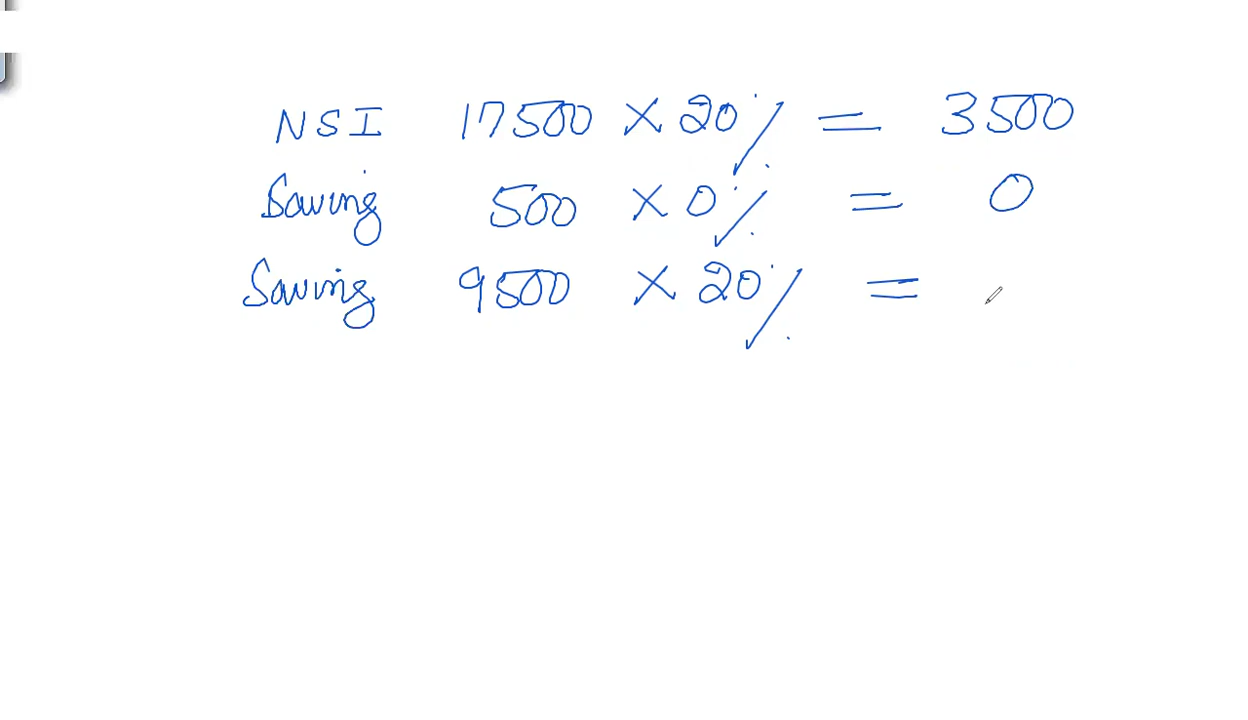 NSI 17500 × 20% = 3500
Saving 500 × 0% = 0
Saving 9500 × 20% =